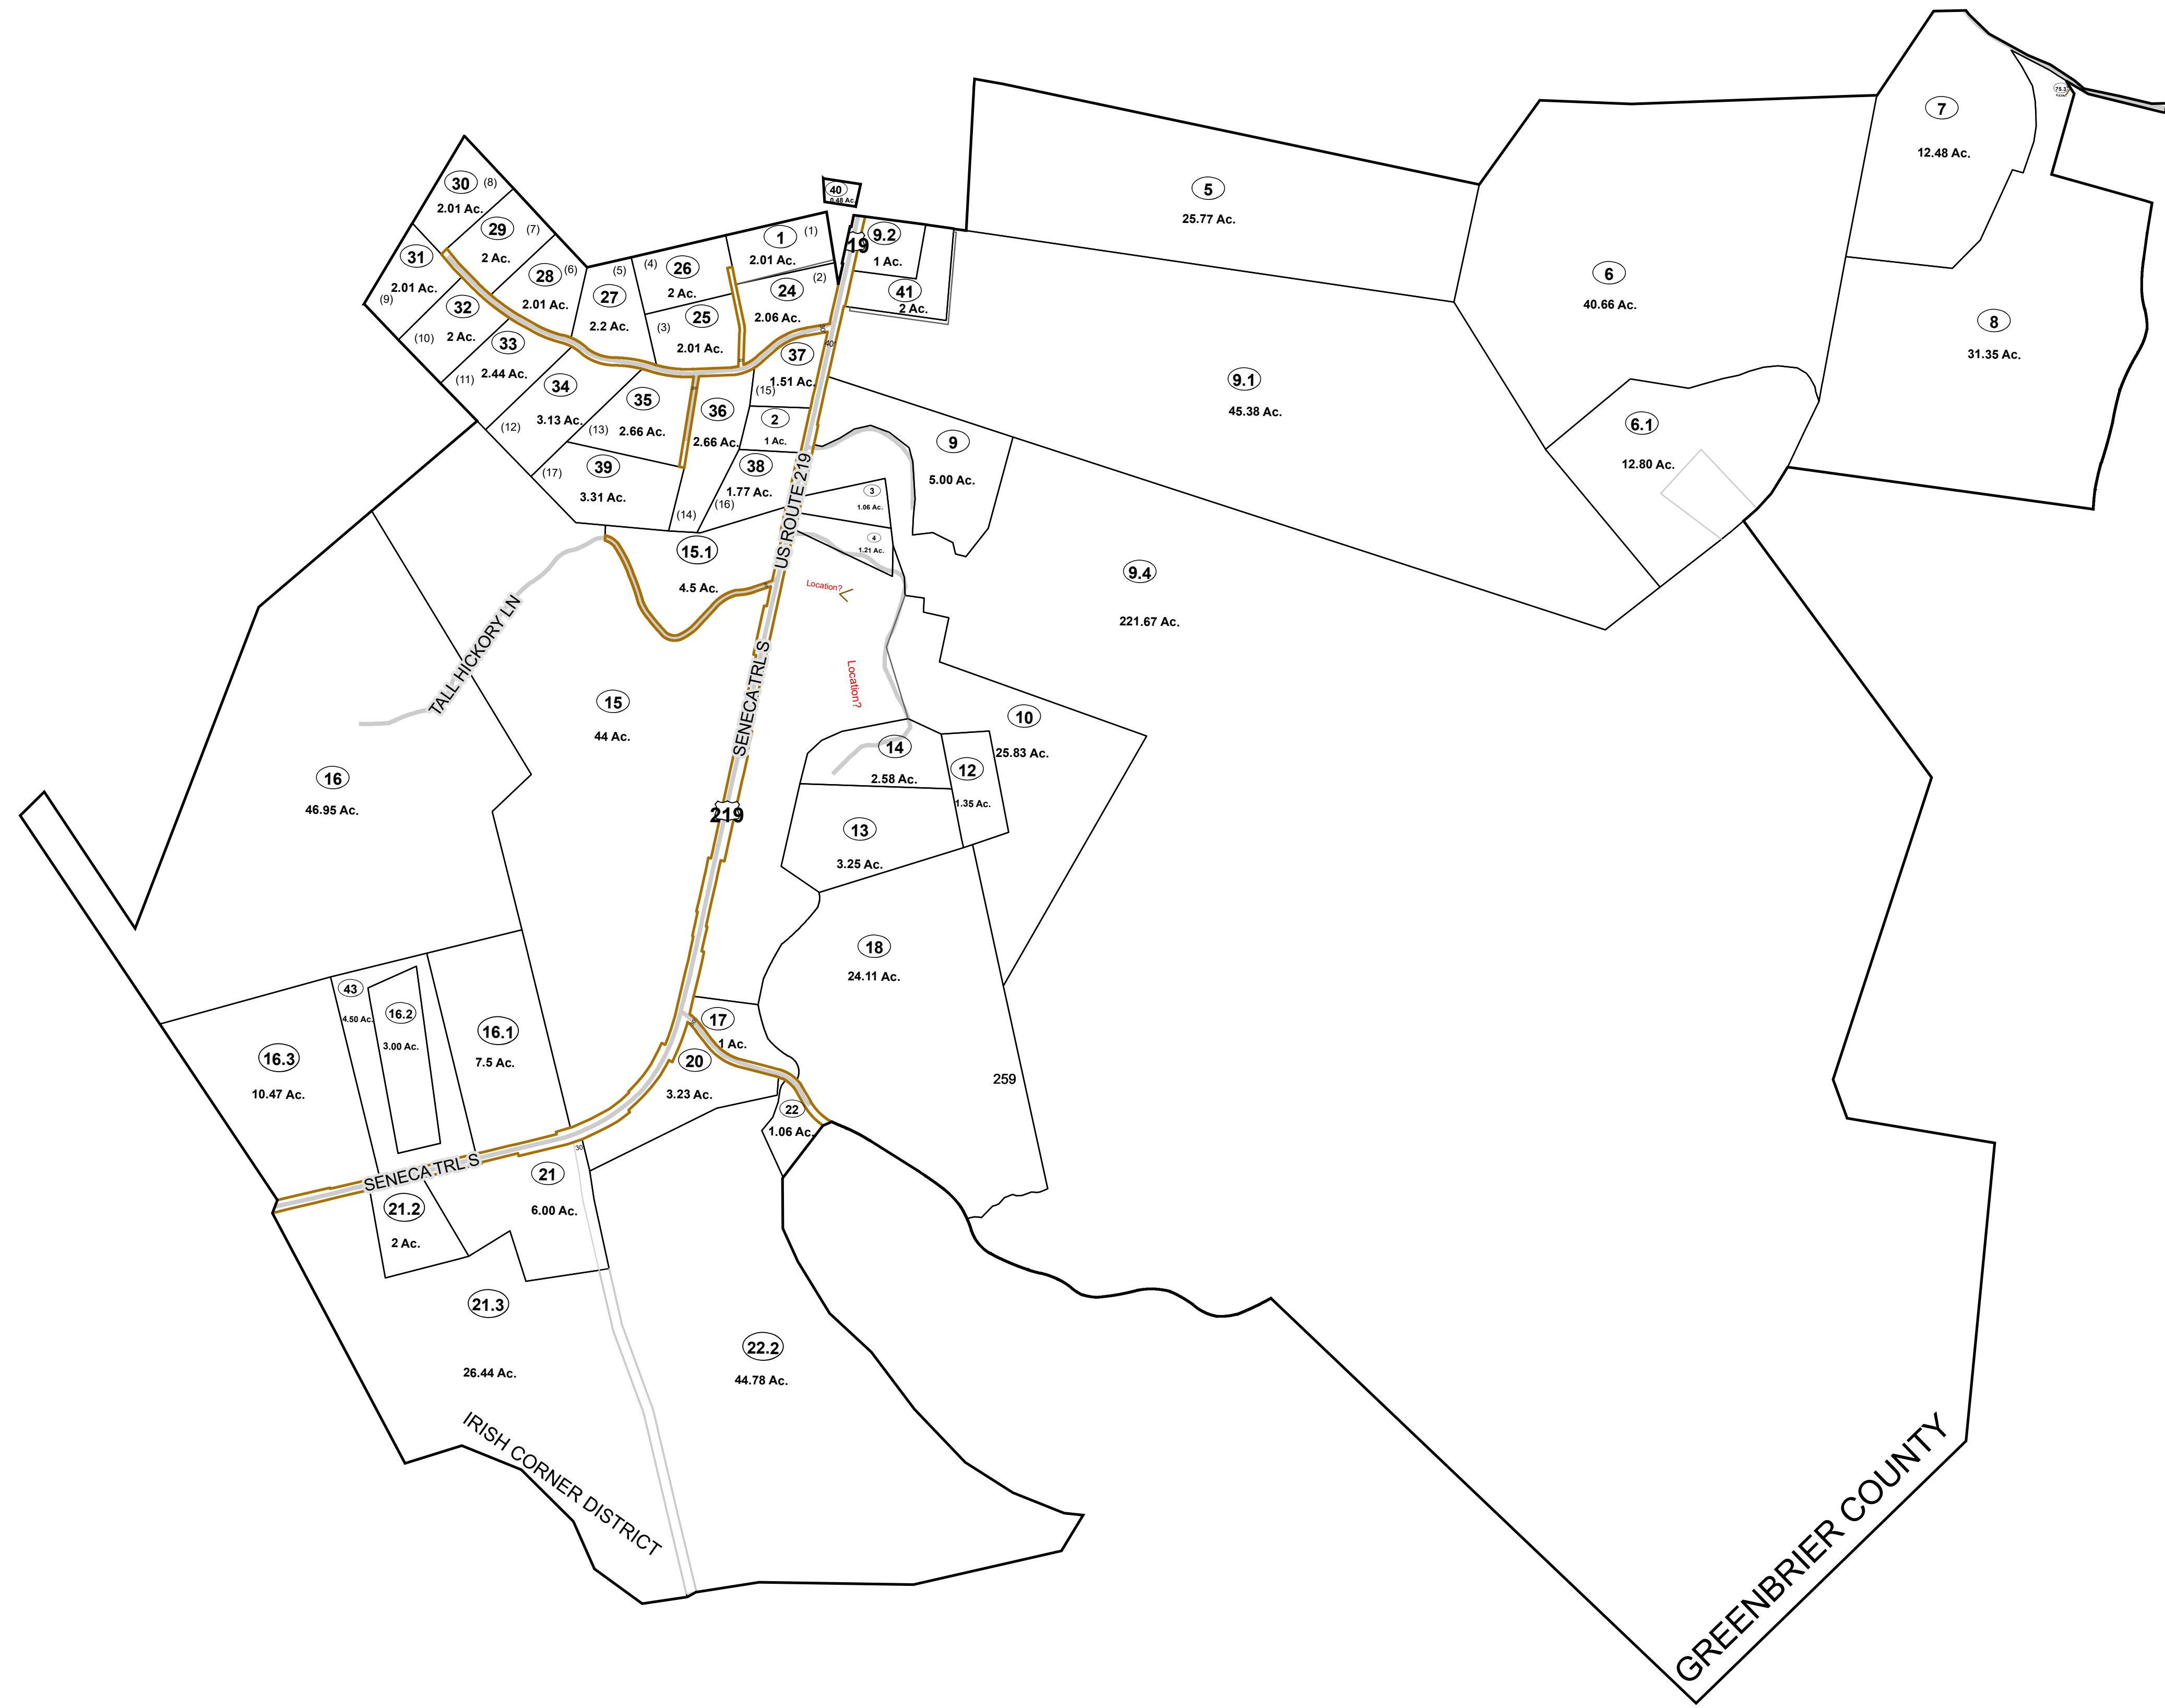 7
12.48 Ac.
75.3
30
(8)
2.01 Ac.
40
0.48 Ac.
5
25.77 Ac.
29
(7)
2 Ac.
1
(1)
2.01 Ac.
9.2
1 Ac.
19
31
2.01 Ac.
(9)
28
(6)
2.01 Ac.
27
(5)
2.2 Ac.
26
(4)
2 Ac.
24
(2)
2.06 Ac.
41
2 Ac.
6
40.66 Ac.
8
31.35 Ac.
32
2 Ac.
(10)
33
2.44 Ac.
(11)
25
(3)
2.01 Ac.
40
37
1.51 Ac.
(15)
9.1
45.38 Ac.
34
3.13 Ac.
(12)
35
2.66 Ac.
(13)
36
2.66 Ac.
(14)
2
1 Ac.
9
5.00 Ac.
6.1
12.80 Ac.
39
3.31 Ac.
(17)
38
1.77 Ac.
(16)
3
1.06 Ac.
4
1.21 Ac.
US ROUTE 219
15.1
4.5 Ac.
Location?
9.4
221.67 Ac.
TALL HICKORY LN
SENECA TRL S
Location?
15
44 Ac.
10
25.83 Ac.
14
2.58 Ac.
12
1.35 Ac.
16
46.95 Ac.
219
13
3.25 Ac.
18
24.11 Ac.
43
4.50 Ac.
16.2
3.00 Ac.
16.1
7.5 Ac.
17
1 Ac.
16.3
10.47 Ac.
20
3.23 Ac.
259
22
1.06 Ac.
30
SENECA TRL S
21
6.00 Ac.
21.2
2 Ac.
21.3
26.44 Ac.
22.2
44.78 Ac.
IRISH CORNER DISTRICT
GREENBRIER COUNTY